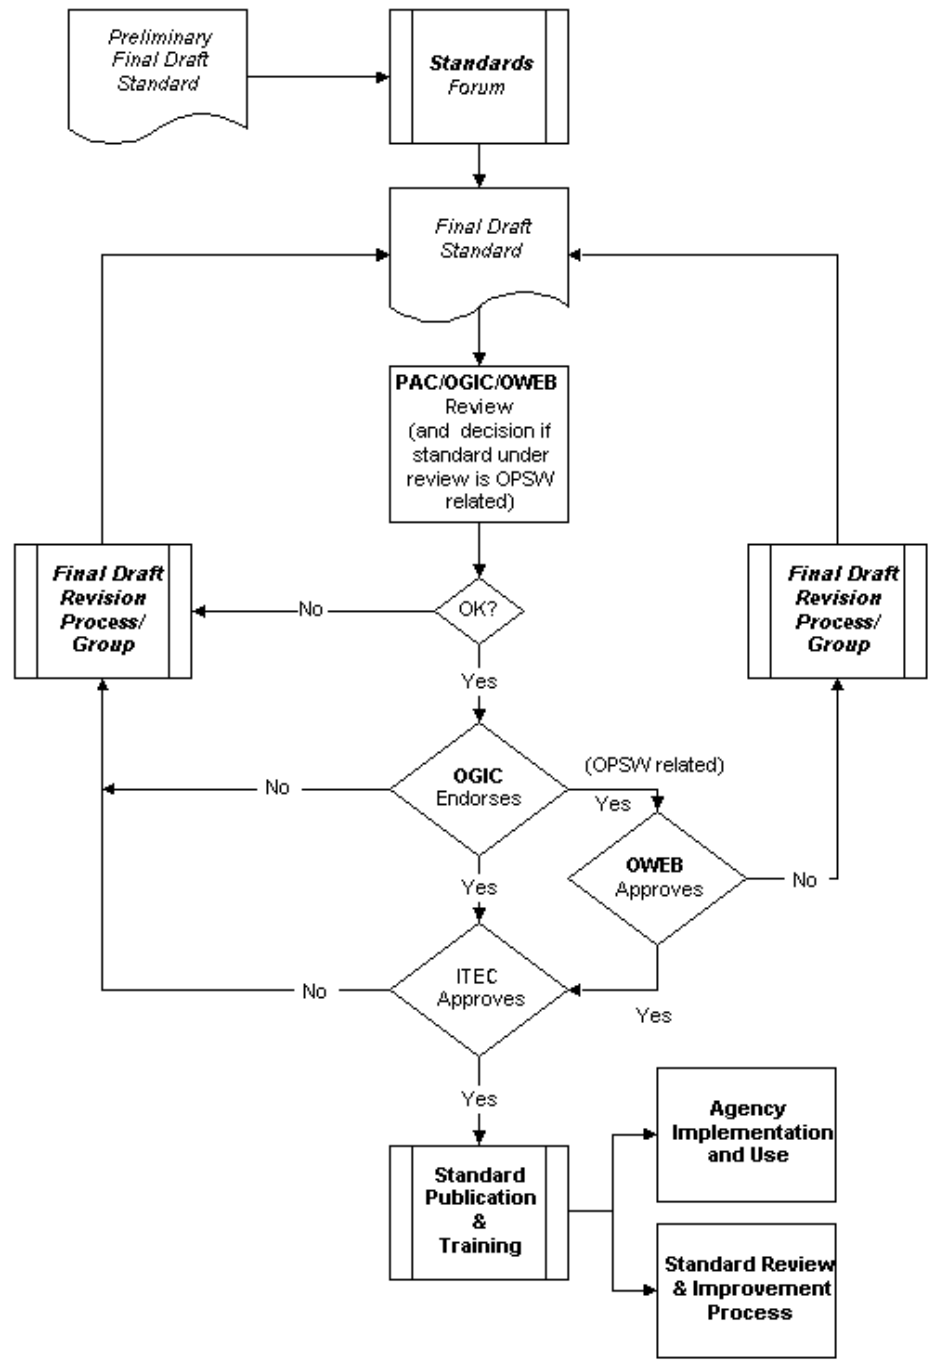 Preliminary
Final Draft
Standard
Standards
Forum
Final Draft
Standard
PAC/OGIC/OWEB
Review
(and decision if
standard under
review is OPSW
related)
Final Draft
Revision
Process/
Group
No
OK?
Final Draft
Revision
Process/
Group
Yes
OGIC
Endorses
(OPSW related)
Yes
No
OWEB
Approves
No
Yes
ITEC
Approves
No
Yes
Yes
Standard
Publication
&
Training
Agency
Implementation
and Use
Standard Review
& Improvement
Process